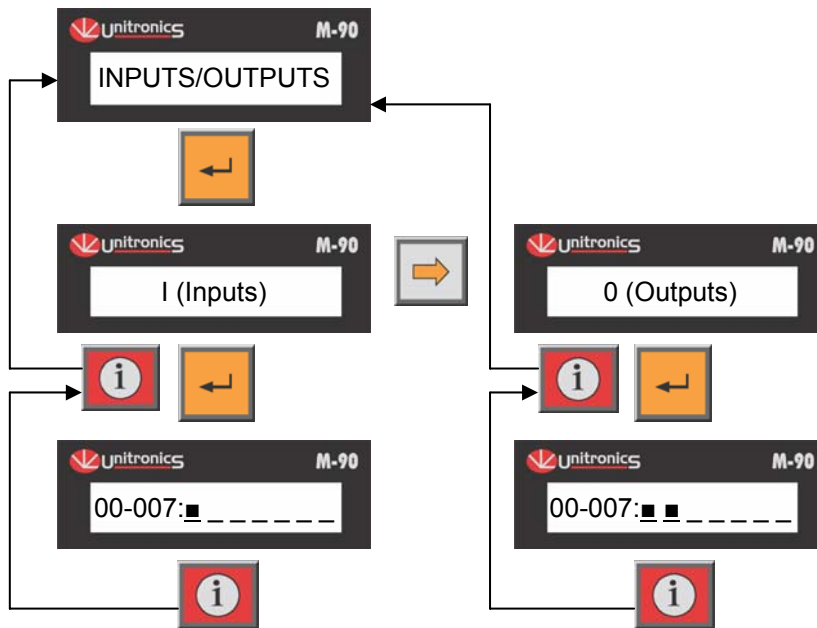 Unitronics M-90
INPUTS/OUTPUTS
Unitronics M-90
I (Inputs)
Unitronics M-90
0 (Outputs)
i
i
Unitronics M-90
00-007:■ _ _ _ _ _ _
Unitronics M-90
00-007:■ ■ _ _ _ _ _
i
i